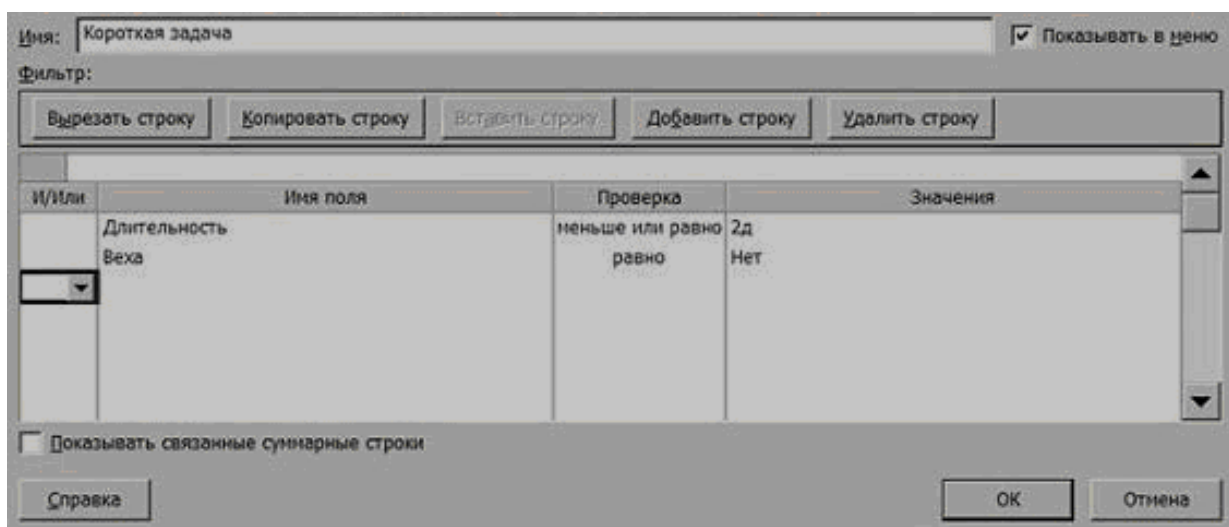 Имя: Короткая задача Показывать в меню
Фильтр:
Вырезать строку Копировать строку Вставить строку Добавить строку Удалить строку
И/Или Имя поля Проверка Значения
Длительность меньше или равно 2д
Веха равно Нет
Показывать связанные суммарные строки
Справка ОК Отмена